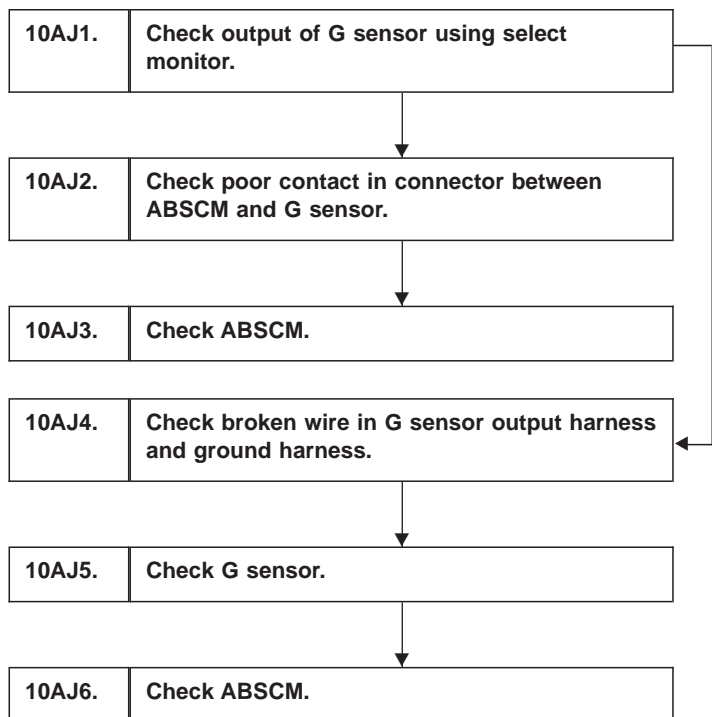 10AJ1. Check output of G sensor using select
monitor.
10AJ2. Check poor contact in connector between
ABSCM and G sensor.
10AJ3. Check ABSCM.
10AJ4. Check broken wire in G sensor output harness
and ground harness.
10AJ5. Check G sensor.
10AJ6. Check ABSCM.